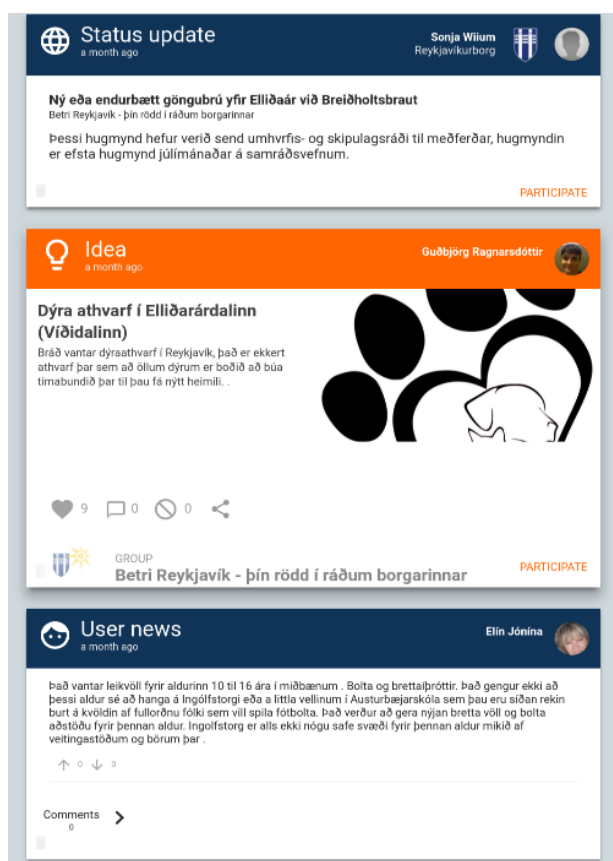 Status update
a month ago
Sonja Wiium
Reykjavíkurborg
Ný eða endurbætt göngubrú yfir Elliðaár við Breiðholtsbraut
Betri Reykjavík - þín rödd í ráðum borgarinnar
Þessi hugmynd hefur verið send umhvrfis- og skipulagsráði til meðferðar, hugmyndin
er efsta hugmynd júlímánaðar á samráðsvefnum.
PARTICIPATE
Idea
a month ago
Guðbjörg Ragnarsdóttir
Dýra athvarf í Elliðarárdalinn
(Víðidalinn)
Bráð vantar dýraathvarf í Reykjavík, það er ekkert
athvarf þar sem að öllum dýrum er boðið að búa
tímabundið þar til þau fá nýtt heimili. .
9
0
0
GROUP
Betri Reykjavík - þín rödd í ráðum borgarinnar
PARTICIPATE
User news
a month ago
Elín Jónína
Það vantar leikvöll fyrir aldurinn 10 til 16 ára í miðbænum . Bolta og brettaíþróttir. Það gengur ekki að
þessi aldur sé að hanga á Ingólfstorgi eða a littla vellinum í Austurbæjarskóla sem þau eru síðan rekin
burt á kvöldin af fullorðnu fólki sem vill spila fótbolta. Það verður að gera nýjan bretta völl og bolta
aðstöðu fyrir þennan aldur. Ingolfstorg er alls ekki nógu safe svæði fyrir þennan aldur mikið af
veitingastöðum og börum þar .
0
0
Comments
0